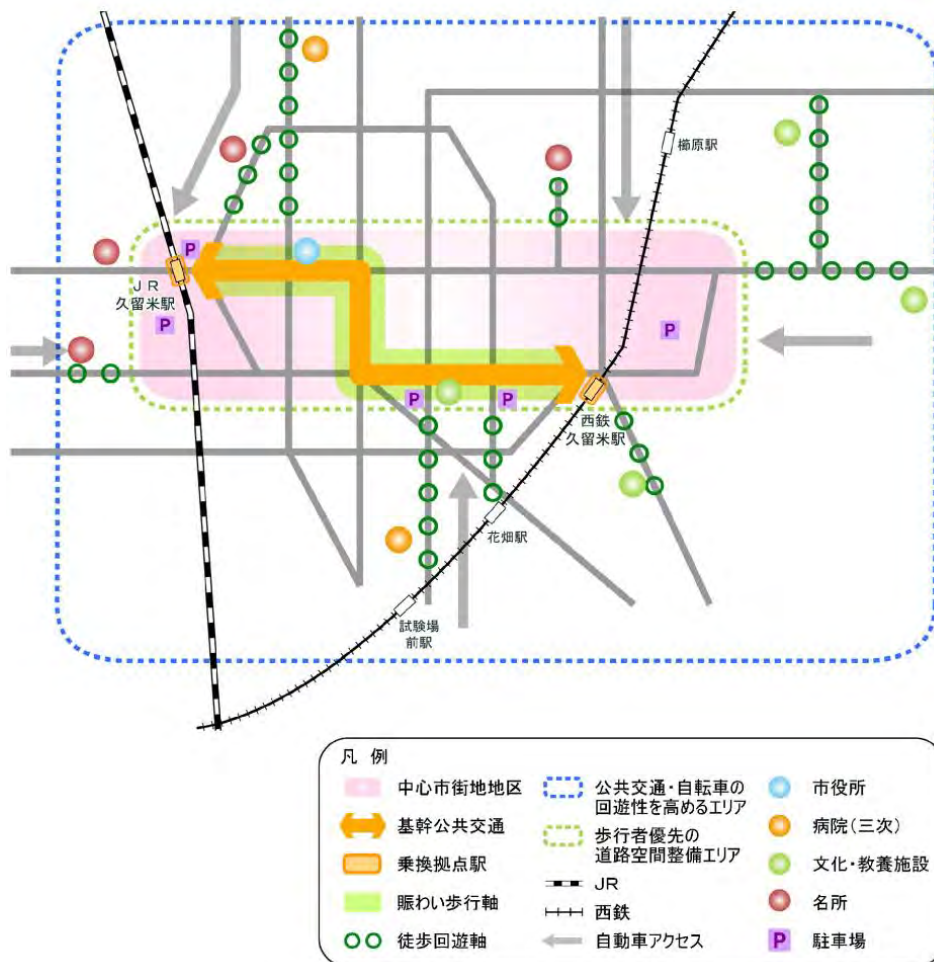 櫛原駅
P
JR
久留米駅
P
P
P
P
西鉄
久留米駅
花畑駅
試験場
前駅
凡 例
中心市街地地区
基幹公共交通
乗換拠点駅
賑わい歩行軸
徒歩回遊軸
公共交通・自転車の
回遊性を高めるエリア
歩行者優先の
道路空間整備エリア
JR
西鉄
自動車アクセス
市役所
病院(三次)
文化・教養施設
名所
P 駐車場